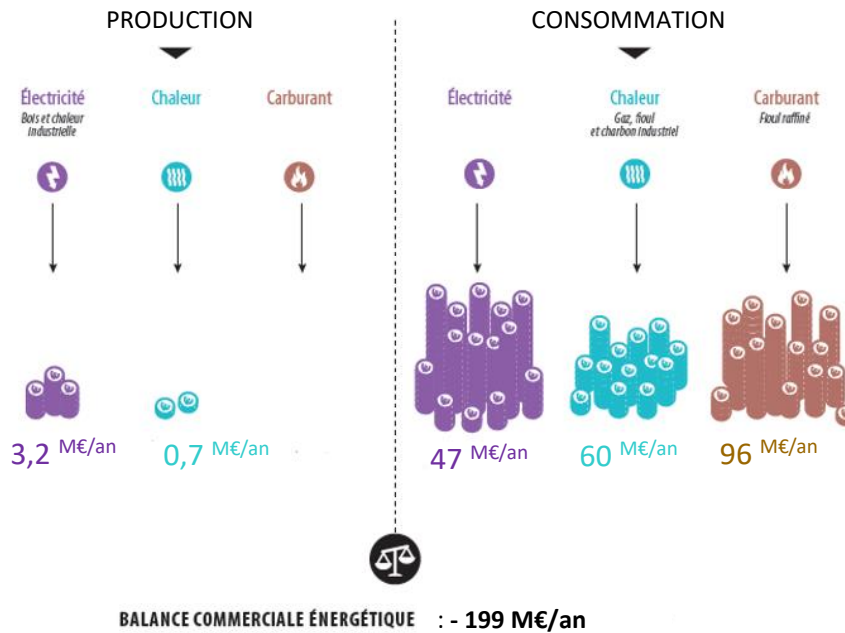 PRODUCTION
Électricité
Bois et chaleur
industrielle
Chaleur
Carburant
3,2 M€/an
0,7 M€/an
CONSOMMATION
Électricité
Chaleur
Gaz, fioul
et charbon industriel
Carburant
Fioul raffiné
47 M€/an
60 M€/an
96 M€/an
BALANCE COMMERCIALE ÉNERGÉTIQUE : - 199 M€/an